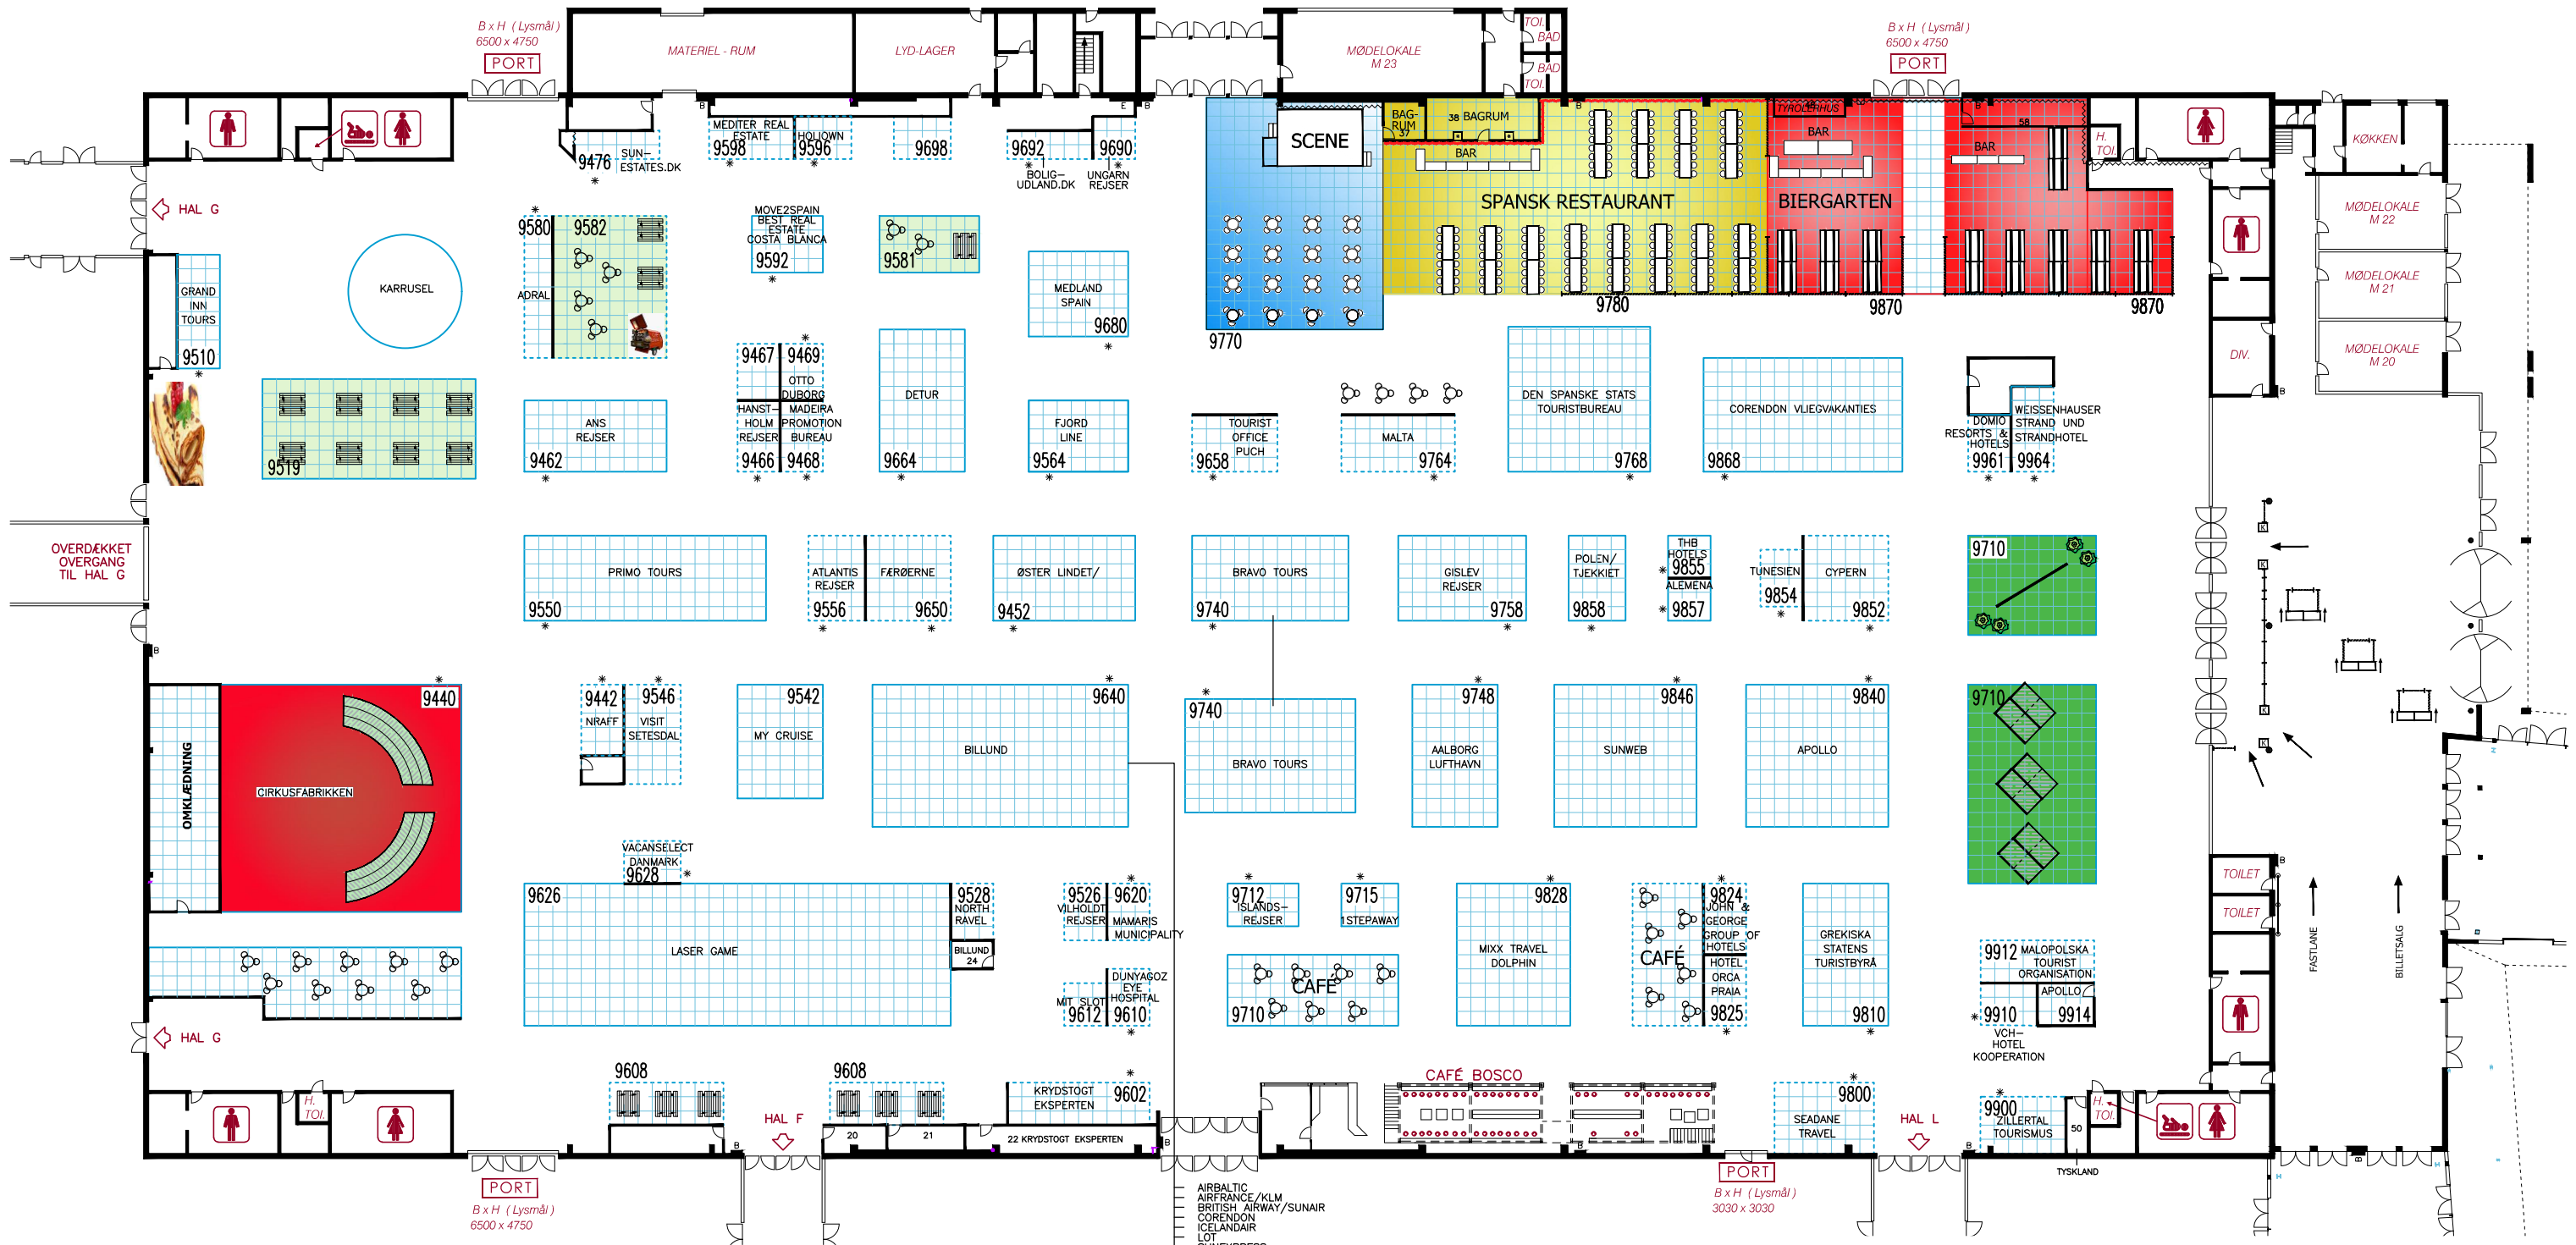 B x H ( Lysmål )
6500 x 4750
PORT
MATERIEL - RUM
LYD-LAGER
MØDELOKALE
M 23
TOI.
BAD
BAD
TOI.
B x H ( Lysmål )
6500 x 4750
PORT
9476
SUN-
ESTATES.DK
MEDITER REAL
ESTATE
9598
HOLIOWN
9596
9698
9692
BOLIG-
UDLAND.DK
9690
UNGARN
REJSER
SCENE
BAG-
RUM
37
38 BAGRUM
BAR
SPANSK RESTAURANT
TYROLERHUS
BAR
BIERGARTEN
58
BAR
H.
TOI.
KØKKEN
MØDELOKALE
M 22
MØDELOKALE
M 21
MØDELOKALE
M 20
DIV.
HAL G
GRAND
INN
TOURS
9510
KARRUSEL
9580
9582
ADRAL
MOVE2SPAIN
BEST REAL
ESTATE
COSTA BLANCA
9592
9581
MEDLAND
SPAIN
9680
9770
9780
9870
9870
9519
ANS
REJSER
9462
9467
9469
OTTO
DUBORG
HANST-
HOLM
REJSER
9466
MADEIRA
PROMOTION
BUREAU
9468
DETUR
9664
FJORD
LINE
9564
TOURIST
OFFICE
PUCH
9658
MALTA
9764
DEN SPANSKE STATS
TOURISTBUREAU
9768
CORENDON VLIEGVAKANTIES
9868
DOMIO
RESORTS &
HOTELS
9961
WEISSENHAUSER
STRAND UND
STRANDHOTEL
9964
OVERDÆKKET
OVERGANG
TIL HAL G
PRIMO TOURS
9550
ATLANTIS
REJSER
9556
FÆRØERNE
9650
ØSTER LINDET/
9452
BRAVO TOURS
9740
GISLEV
REJSER
9758
POLEN/
TJEKKIET
9858
THB
HOTELS
9855
ALEMENA
9857
TUNESIEN
9854
CYPERN
9852
9710
OMKLÆDNING
9440
CIRKUSFABRIKKEN
9442
NRAFF
9546
VISIT
SETESDAL
9542
MY CRUISE
9640
BILLUND
9740
BRAVO TOURS
9748
AALBORG
LUFTHAVN
9846
SUNWEB
9840
APOLLO
9710
VACANSELECT
DANMARK
9628
9626
LASER GAME
9528
NORTH
RAVEL
BILLUND
24
9526
VILHOLDT
REJSER
9620
MAMARIS
MUNICIPALITY
MIT SLOT
9612
DUNYAGOZ
EYE
HOSPITAL
9610
9712
ISLANDS-
REJSER
9715
1STEPAWAY
CAFÉ
9710
9828
MIXX TRAVEL
DOLPHIN
CAFÉ
9824
JOHN &
GEORGE
GROUP OF
HOTELS
HOTEL
ORCA
PRAIA
9825
GREKISKA
STATENS
TURISTBYRÅ
9810
9912 MALOPOLSKA
TOURIST
ORGANISATION
APOLLO
9910
9914
VCH-
HOTEL
KOOPERATION
TOILET
TOILET
FASTLANE
BILLETSALG
HAL G
H.
TOI.
9608
HAL F
9608
20
21
KRYDSTOGT
EKSPERTEN
9602
22 KRYDSTOGT EKSPERTEN
CAFÉ BOSCO
9800
SEADANE
TRAVEL
HAL L
9900
ZILLERTAL
TOURISMUS
50
TYSKLAND
H.
TOI.
PORT
B x H ( Lysmål )
6500 x 4750
PORT
B x H ( Lysmål )
3030 x 3030
AIRBALTIC
AIRFRANCE/KLM
BRITISH AIRWAY/SUNAIR
CORENDON
ICELANDAIR
LOT